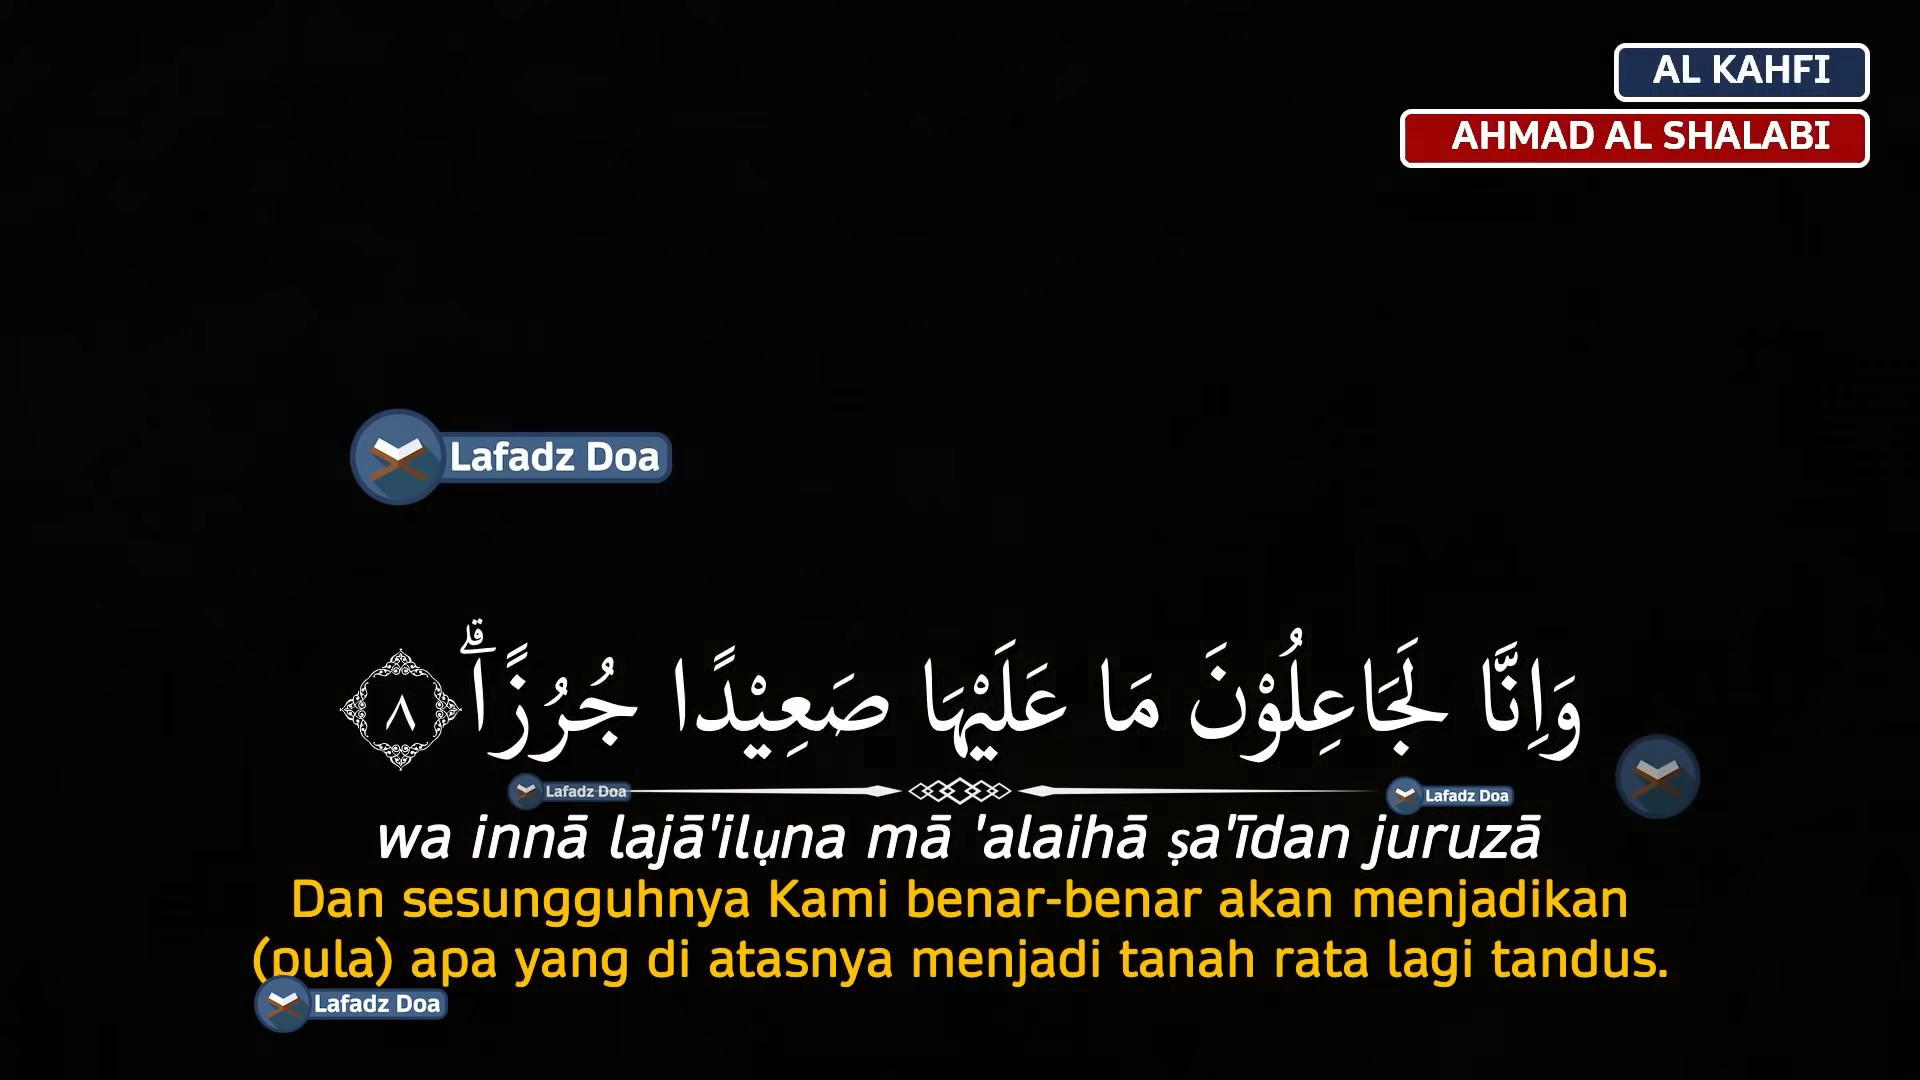 AL KAHFI
AHMAD AL SHALABI
Lafadz Doa
وَاِنَّا لَجَاعِلُوْنَ مَا عَلَيْهَا صَعِيْدًا جُرُزًاۗ ٨
Lafadz Doa
Lafadz Doa
wa innā lajā'ilụna mā 'alaihā ṣa'īdan juruzā
Dan sesungguhnya Kami benar-benar akan menjadikan
(pula) apa yang di atasnya menjadi tanah rata lagi tandus.
Lafadz Doa